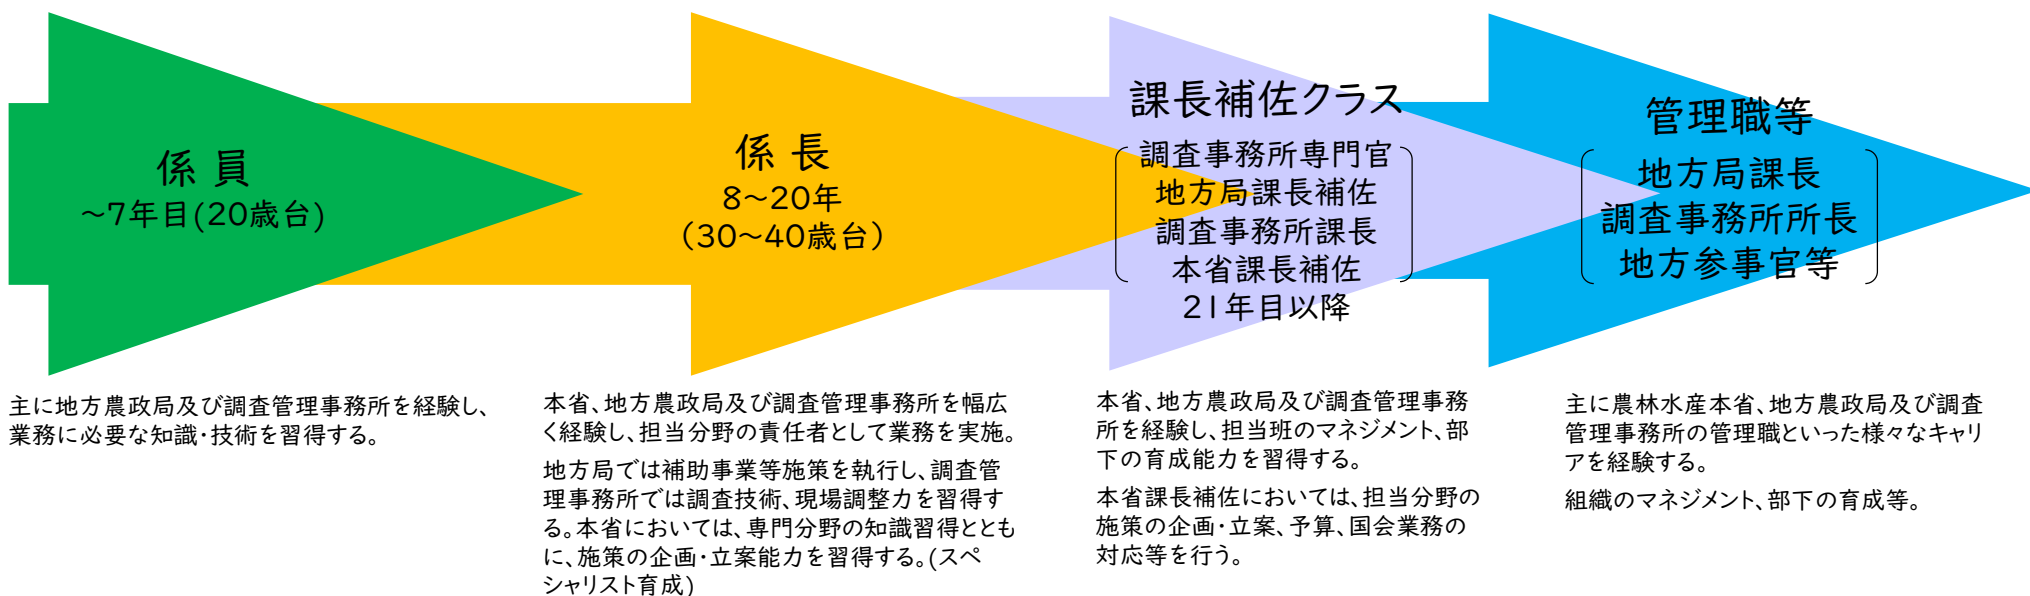 係 員
～7年目(20歳台)
係 長
8～20年
(30～40歳台)
課長補佐クラス
調査事務所専門官
地方局課長補佐
調査事務所課長
本省課長補佐
21年目以降
管理職等
地方局課長
調査事務所所長
地方参事官等
主に地方農政局及び調査管理事務所を経験し、
業務に必要な知識・技術を習得する。
本省、地方農政局及び調査管理事務所を幅広
く経験し、担当分野の責任者として業務を実施。
地方局では補助事業等施策を執行し、調査管
理事務所では調査技術、現場調整力を習得す
る。本省においては、専門分野の知識習得ととも
に、施策の企画・立案能力を習得する。(スペ
シャリスト育成)
本省、地方農政局及び調査管理事務
所を経験し、担当班のマネジメント、部
下の育成能力を習得する。
本省課長補佐においては、担当分野の
施策の企画・立案、予算、国会業務の
対応等を行う。
主に農林水産本省、地方農政局及び調査
管理事務所の管理職といった様々なキャリ
アを経験する。
組織のマネジメント、部下の育成等。